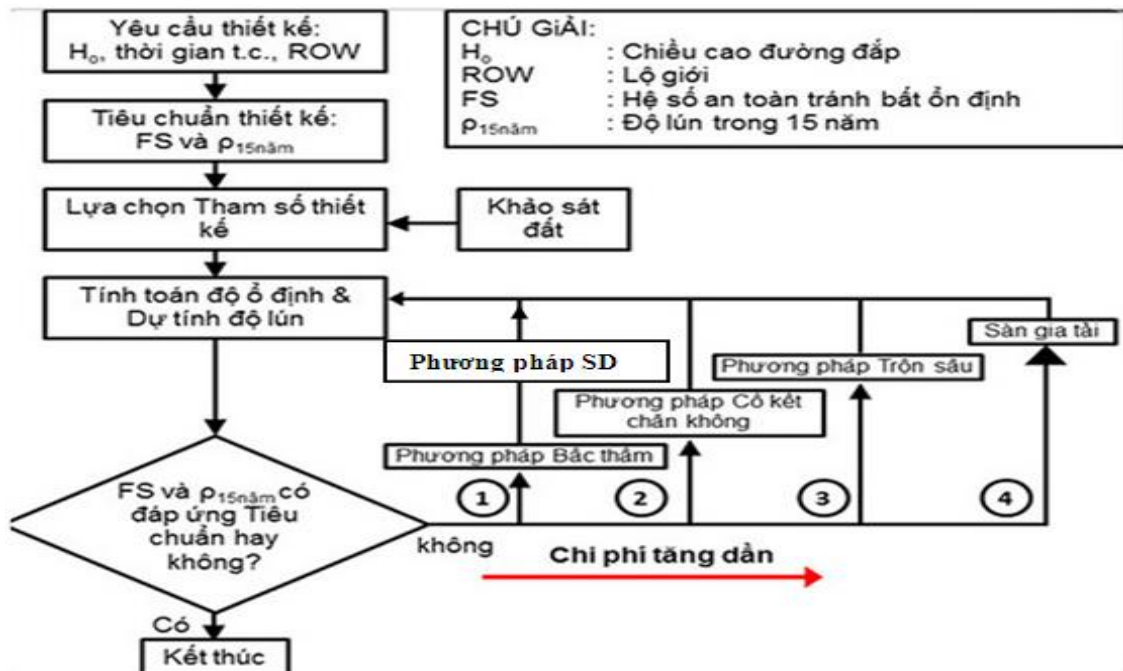 Yêu cầu thiết kế:
Hₒ, thời gian t.c., ROW
CHÚ GIẢI:
Hₒ : Chiều cao đường đắp
ROW : Lộ giới
FS : Hệ số an toàn tránh bất ổn định
ρ15năm : Độ lún trong 15 năm
Tiêu chuẩn thiết kế:
FS và ρ15năm
Lựa chọn Tham số thiết
kế
Khảo sát
đất
Tính toán độ ổ định &
Dự tính độ lún
Sàn gia tải
Phương pháp SD
Phương pháp Trộn sâu
Phương pháp Cố kết
chân không
Phương pháp Bấc thấm
1 2 3 4
FS và ρ15năm có
đáp ứng Tiêu
chuẩn hay
không?
không
Chi phí tăng dần
Có
Kết thúc